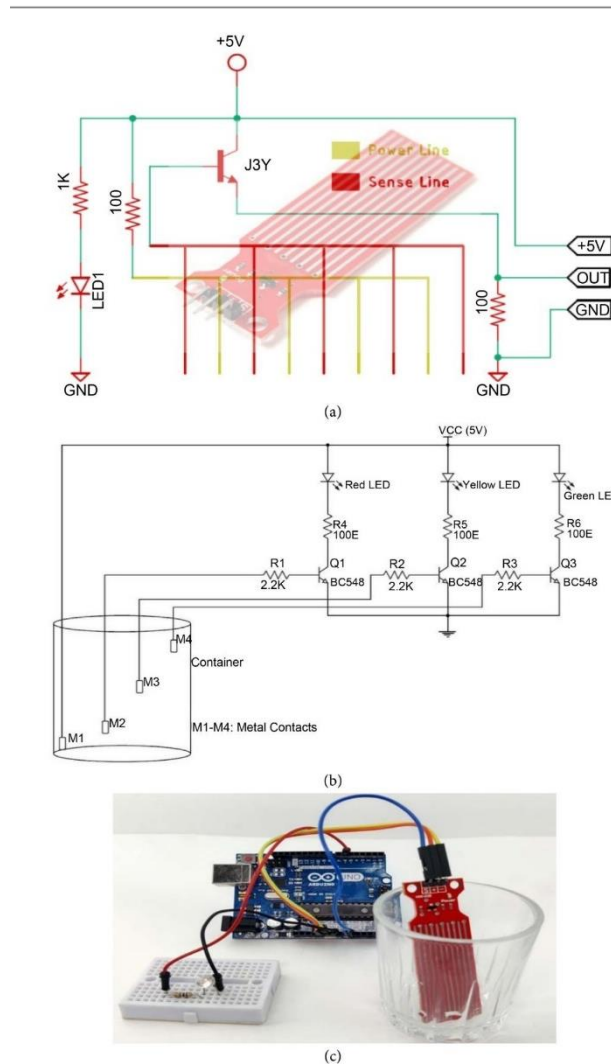 +5V
J3Y
Power Line
Sense Line
1K
100
+5V
OUT
100
GND
LED1
GND
GND
(a)
VCC (5V)
Red LED
Yellow LED
Green LE
R4
100E
R5
100E
R6
100E
R1
2.2K
Q1
BC548
R2
2.2K
Q2
BC548
R3
2.2K
Q3
BC548
M4
Container
M3
M2
M1-M4: Metal Contacts
M1
(b)
ARDUINO
(c)